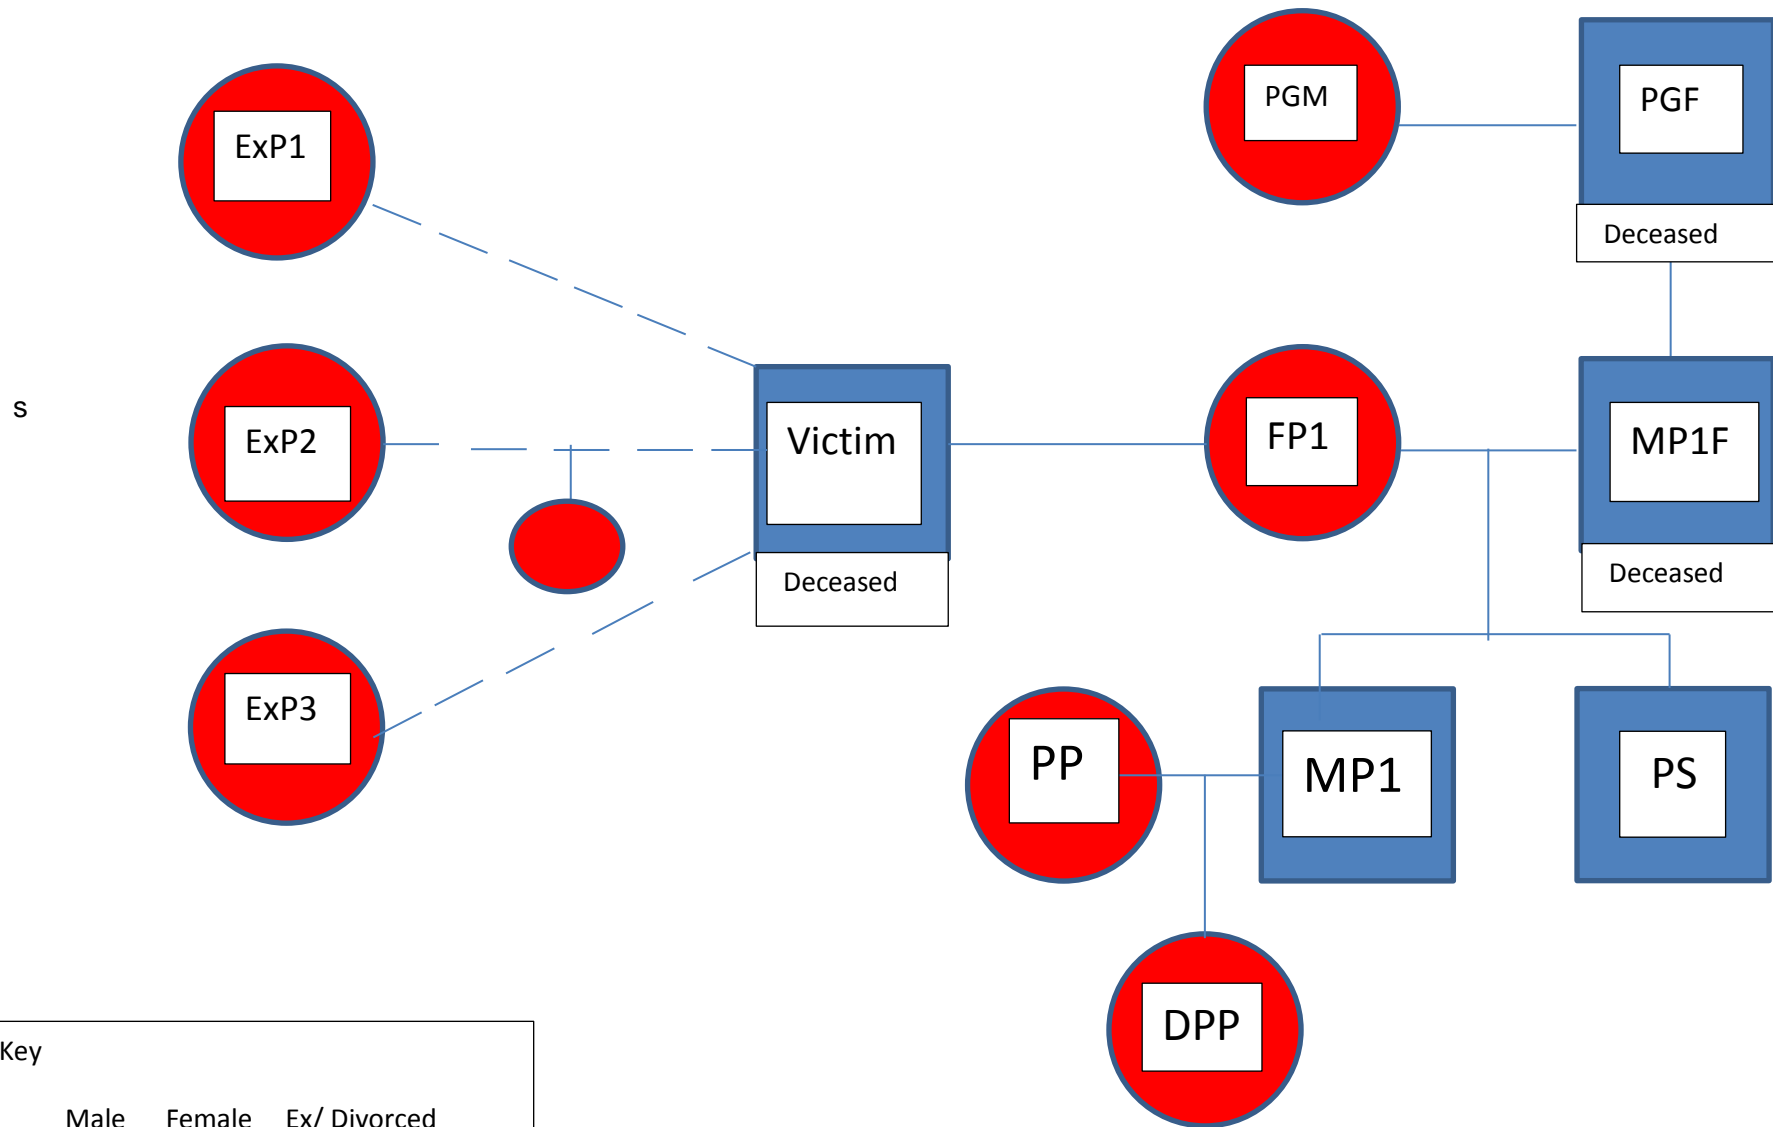 PGM
PGF
ExP1
Deceased
s
ExP2
Victim
FP1
MP1F
Deceased
Deceased
ExP3
PP
MP1
PS
DPP
Key
Male Female Ex/ Divorced